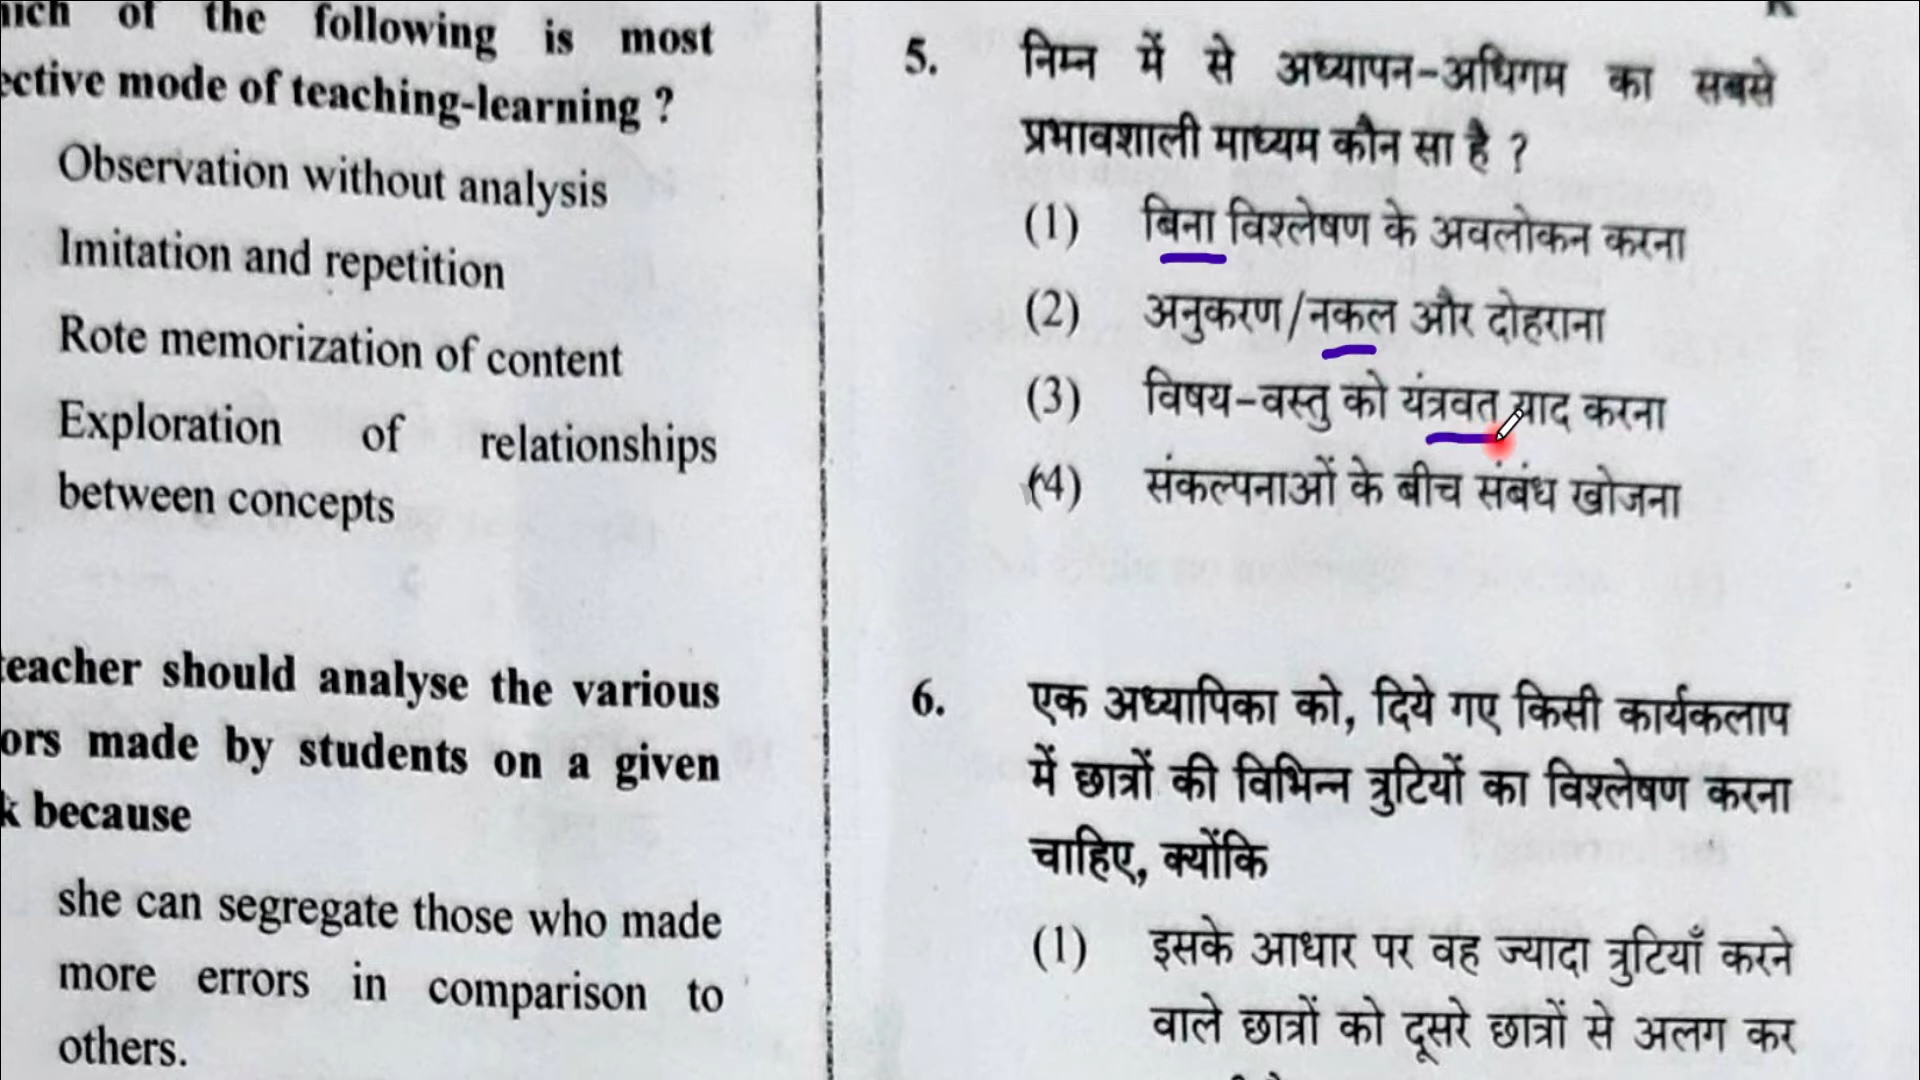 of the following is most
mode of teaching-learning ?
Observation without analysis
Imitation and repetition
Rote memorization of content
Exploration of relationships
between concepts
teacher should analyse the various
made by students on a given
because
she can segregate those who made
more errors in comparison to
others.
5. निम्न में से अध्यापन-अधिगम का सबसे
प्रभावशाली माध्यम कौन सा है ?
(1) बिना विश्लेषण के अवलोकन करना
(2) अनुकरण/नकल और दोहराना
(3) विषय-वस्तु को यंत्रवत याद करना
(4) संकल्पनाओं के बीच संबंध खोजना
6. एक अध्यापिका को, दिये गए किसी कार्यकलाप
में छात्रों की विभिन्न त्रुटियों का विश्लेषण करना
चाहिए, क्योंकि
(1) इसके आधार पर वह ज्यादा त्रुटियाँ करने
वाले छात्रों को दूसरे छात्रों से अलग कर